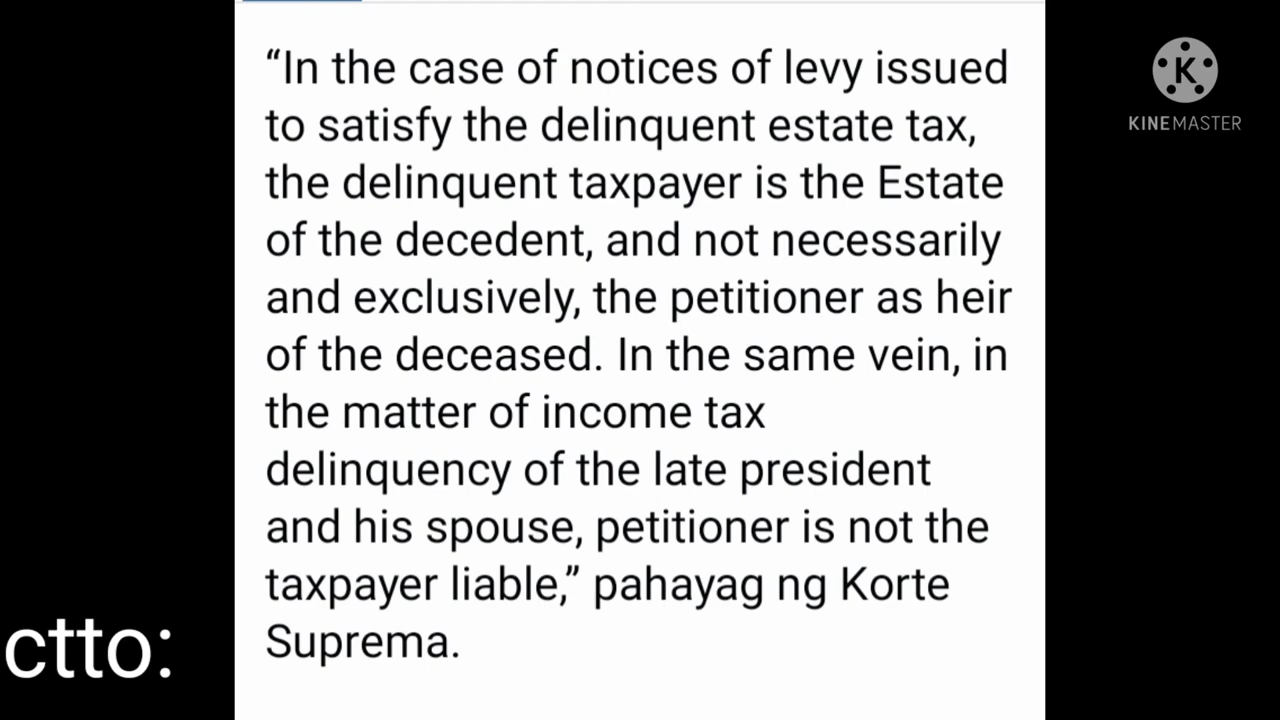 “In the case of notices of levy issued
to satisfy the delinquent estate tax,
the delinquent taxpayer is the Estate
of the decedent, and not necessarily
and exclusively, the petitioner as heir
of the deceased. In the same vein, in
the matter of income tax
delinquency of the late president
and his spouse, petitioner is not the
taxpayer liable,” pahayag ng Korte
Suprema.
K
KINEMASTER
ctto: